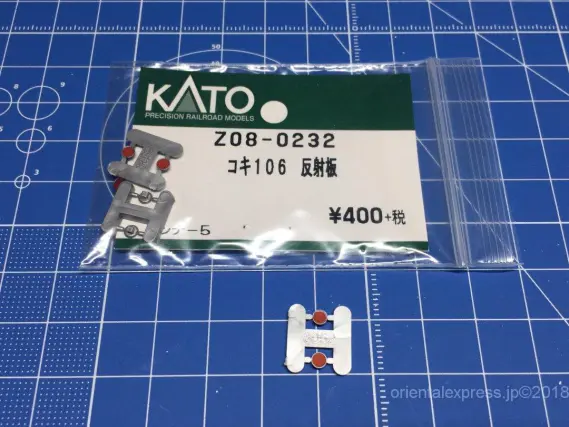 KATO
PRECISION RAILROAD MODELS
Z08-0232
コキ106 反射板
¥400+税
orientalexpress.jp©2018